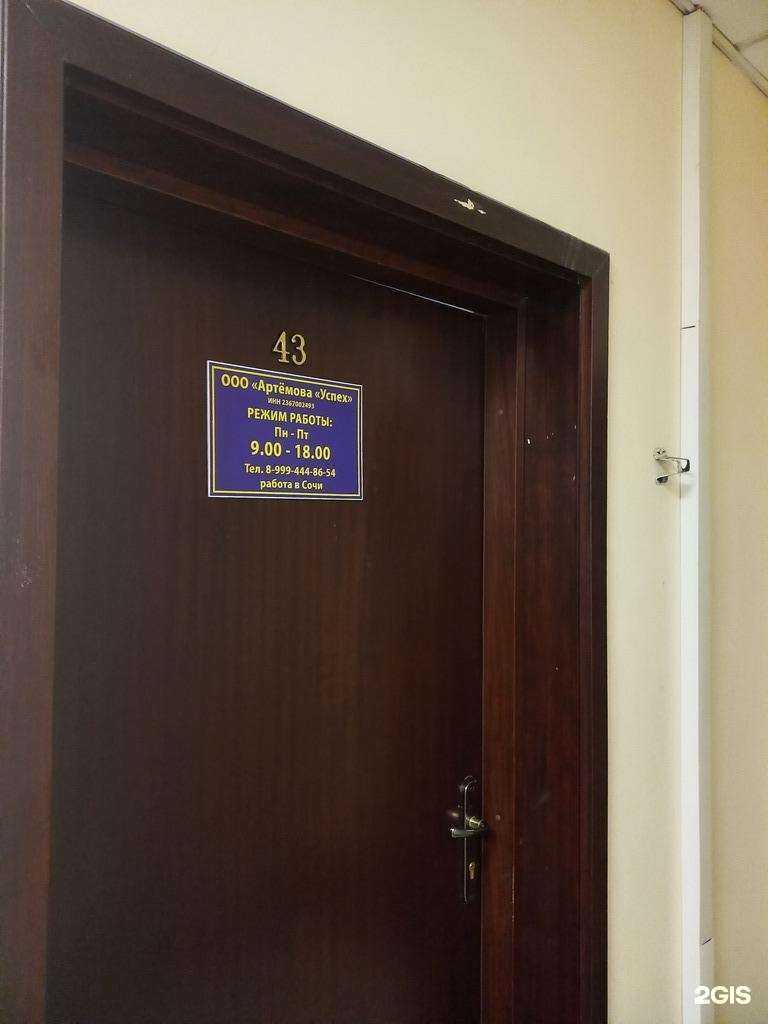 43
ООО «Артёмова «Успех»
ИНН 2367002493
РЕЖИМ РАБОТЫ:
Пн - Пт
9.00 - 18.00
Тел. 8-999-444-86-54
работа в Сочи
2GIS